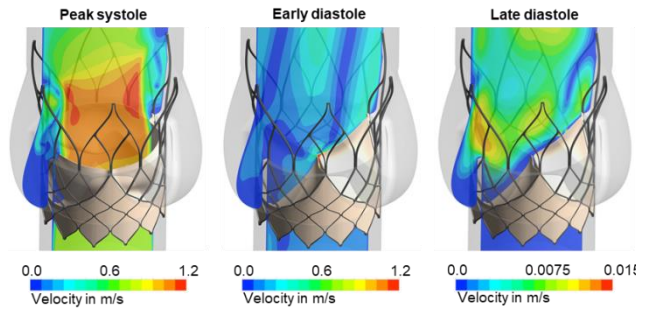 Peak systole
Early diastole
Late diastole
0.0 0.6 1.2
Velocity in m/s
0.0 0.6 1.2
Velocity in m/s
0.0 0.0075 0.015
Velocity in m/s